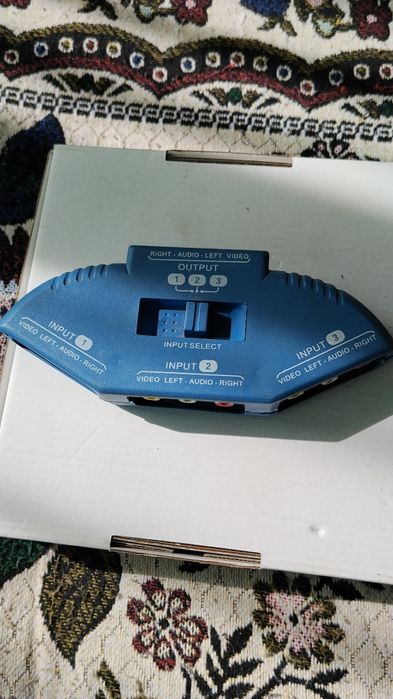 RIGHT - AUDIO - LEFT VIDEO
OUTPUT
1 2 3
INPUT SELECT
INPUT 1
VIDEO LEFT - AUDIO - RIGHT
INPUT 2
VIDEO LEFT - AUDIO - RIGHT
INPUT 3
VIDEO LEFT - AUDIO - RIGHT